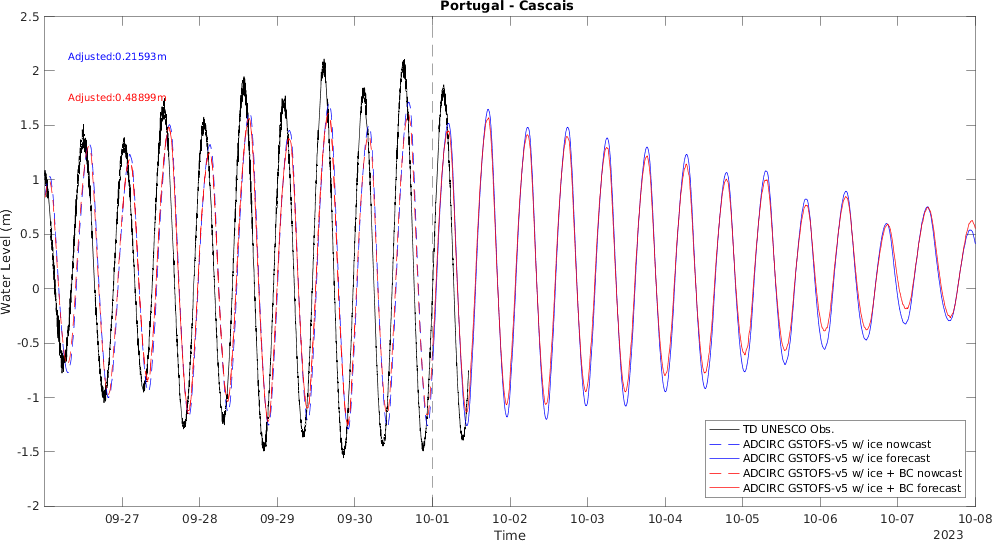 Portugal - Cascais
2.5
2
1.5
1
0.5
0
-0.5
-1
-1.5
-2
Water Level (m)
Adjusted:0.21593m
Adjusted:0.48899m
TD UNESCO Obs.
ADCIRC GSTOFS-v5 w/ ice nowcast
ADCIRC GSTOFS-v5 w/ ice forecast
ADCIRC GSTOFS-v5 w/ ice + BC nowcast
ADCIRC GSTOFS-v5 w/ ice + BC forecast
09-27 09-28 09-29 09-30 10-01 10-02 10-03 10-04 10-05 10-06 10-07 10-08
Time
2023